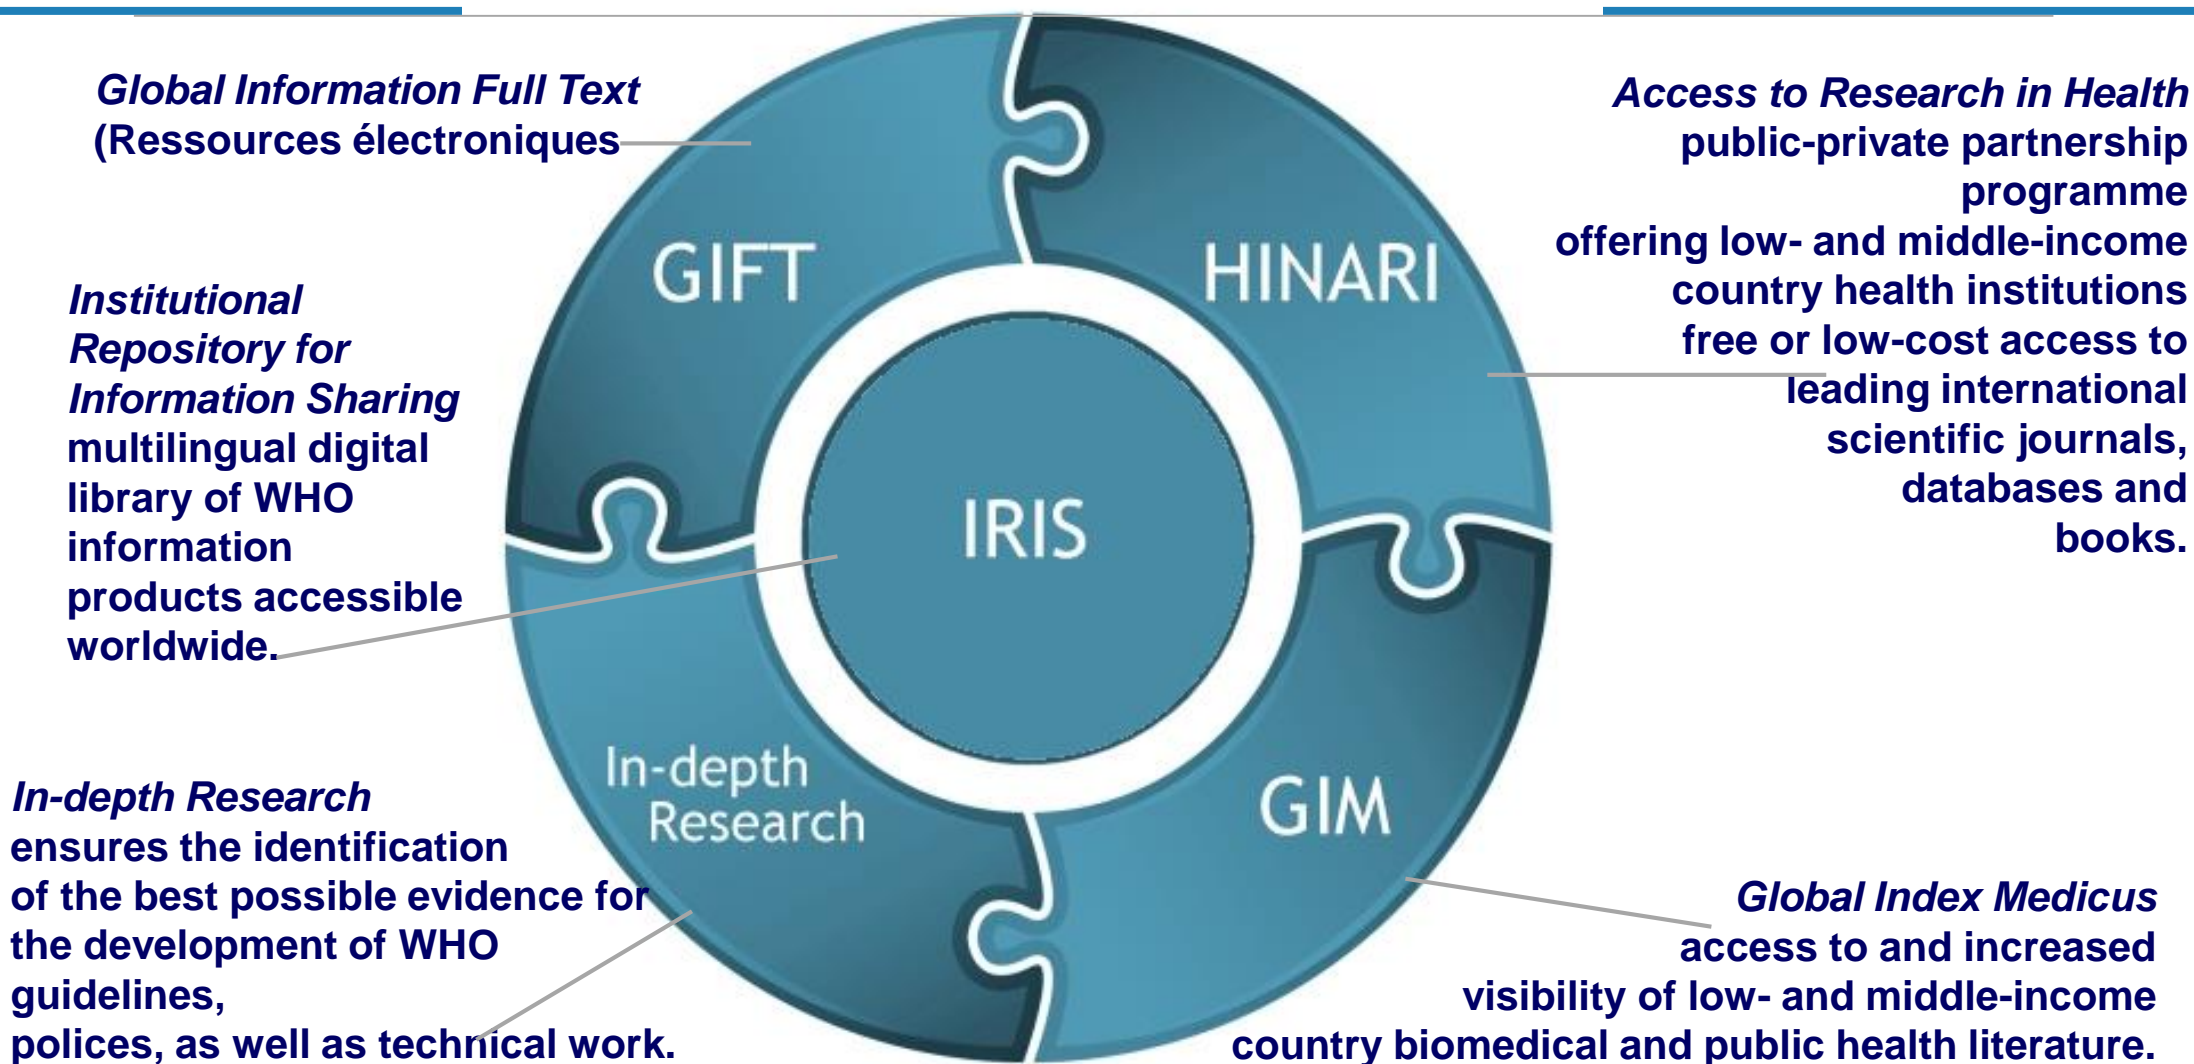 Global Information Full Text
(Ressources électroniques
GIFT
HINARI
Access to Research in Health
public-private partnership
programme
offering low- and middle-income
country health institutions
free or low-cost access to
leading international
scientific journals,
databases and
books.
Institutional
Repository for
Information Sharing
multilingual digital
library of WHO
information
products accessible
worldwide.
IRIS
In-depth Research
ensures the identification
of the best possible evidence for
the development of WHO
guidelines,
polices, as well as technical work.
In-depth
Research
GIM
Global Index Medicus
access to and increased
visibility of low- and middle-income
country biomedical and public health literature.